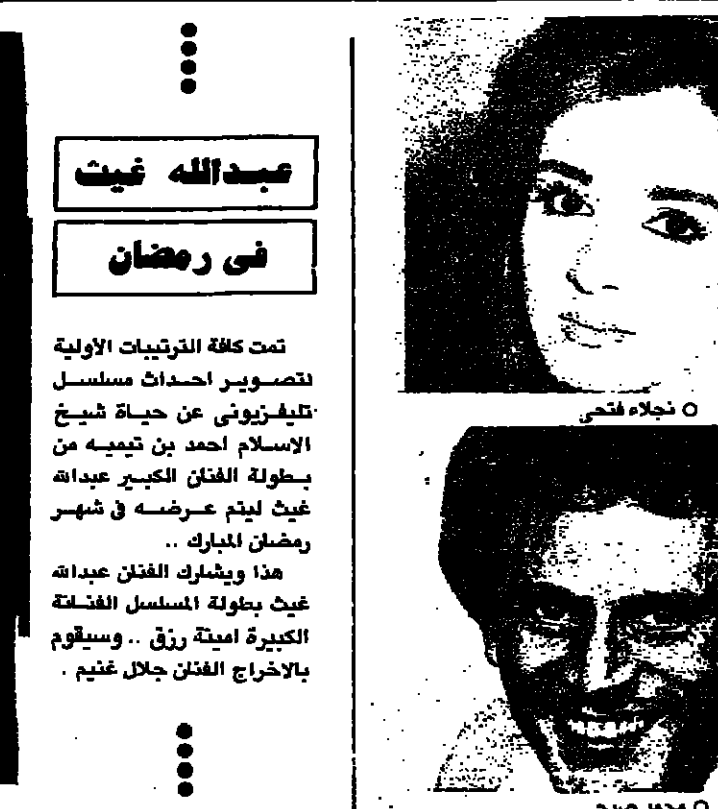 عبدالله غيث
فى رمضان
تمت كافة الترتيبات الأولية
لتصوير احداث مسلسل
تليفزيونى عن حياة شيخ
الاسلام احمد بن تيميه من
بطولة الفنان الكبير عبدالله
غيث ليتم عرضه فى شهر
رمضان المبارك ..
هذا ويشارك الفنان عبدالله
غيث بطولة المسلسل الفنانة
الكبيرة امينة رزق .. وسيقوم
بالاخراج الفنان جلال غنيم .
نجلاء فتحى